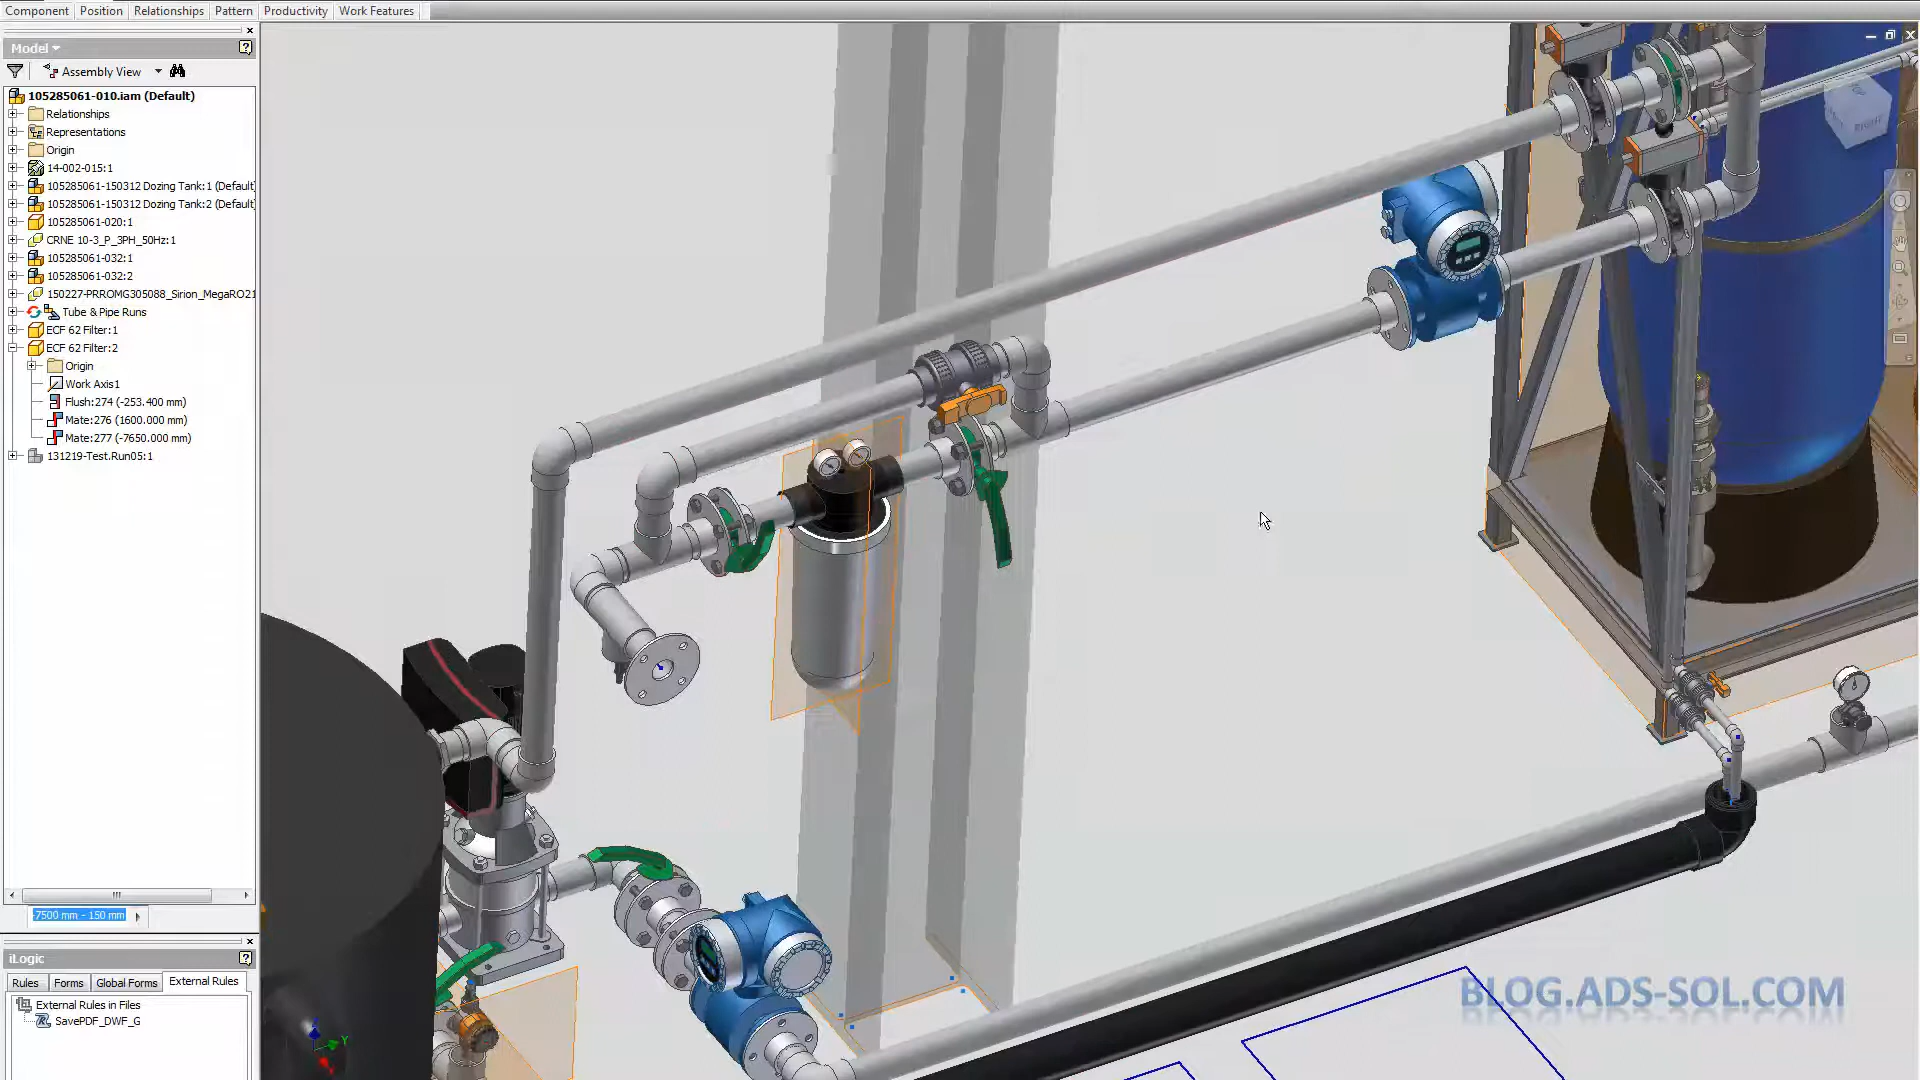 Component Position Relationships Pattern Productivity Work Features
Model
Assembly View
105285061-010.iam (Default)
Relationships
Representations
Origin
14-002-015:1
105285061-150312 Dozing Tank:1 (Default
105285061-150312 Dozing Tank:2 (Default
105285061-020:1
CRNE 10-3_P_3PH_50Hz:1
105285061-032:1
105285061-032:2
150227-PRROMG305088_Sirion_MegaRO21
Tube & Pipe Runs
ECF 62 Filter:1
ECF 62 Filter:2
Origin
Work Axis1
Flush:274 (-253.400 mm)
Mate:276 (1600.000 mm)
Mate:277 (-7650.000 mm)
131219-Test.Run05:1
-7500 mm - 150 mm
iLogic
Rules Forms Global Forms External Rules
External Rules in Files
SavePDF_DWF_G
RIGHT
Z
Y
BLOG.ADS-SOL.COM